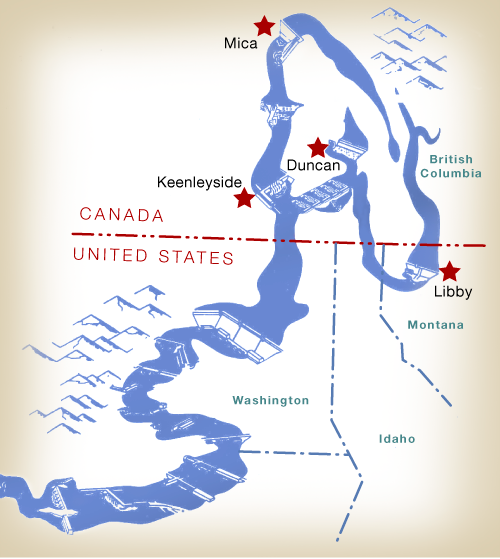 Mica
British
Columbia
Duncan
Keenleyside
CANADA
UNITED STATES
Libby
Montana
Washington
Idaho